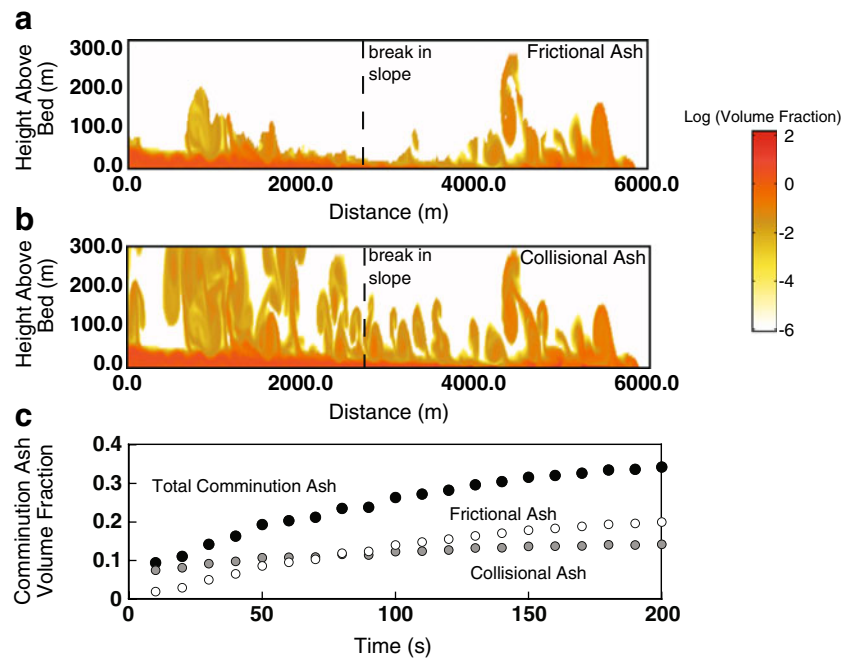 a
300.0
200.0
100.0
0.0
Height Above
Bed (m)
break in
slope
Frictional Ash
0.0
2000.0
4000.0
6000.0
Distance (m)
Log (Volume Fraction)
2
0
-2
-4
-6
b
300.0
200.0
100.0
0.0
Height Above
Bed (m)
break in
slope
Collisional Ash
0.0
2000.0
4000.0
6000.0
Distance (m)
c
0.4
0.3
0.2
0.1
0
Comminution Ash
Volume Fraction
Total Comminution Ash
Frictional Ash
Collisional Ash
0
50
100
150
200
Time (s)